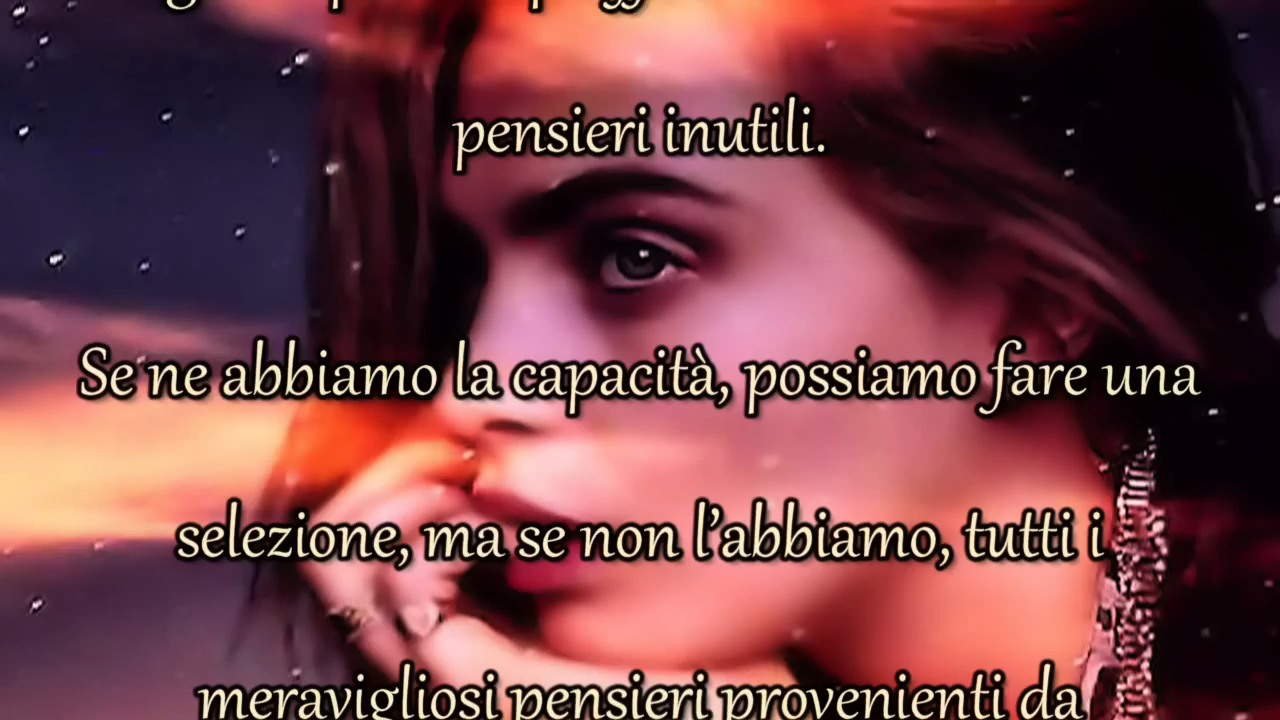 pensieri inutili.
Se ne abbiamo la capacità, possiamo fare una
selezione, ma se non l’abbiamo, tutti i
meravigliosi pensieri provenienti da